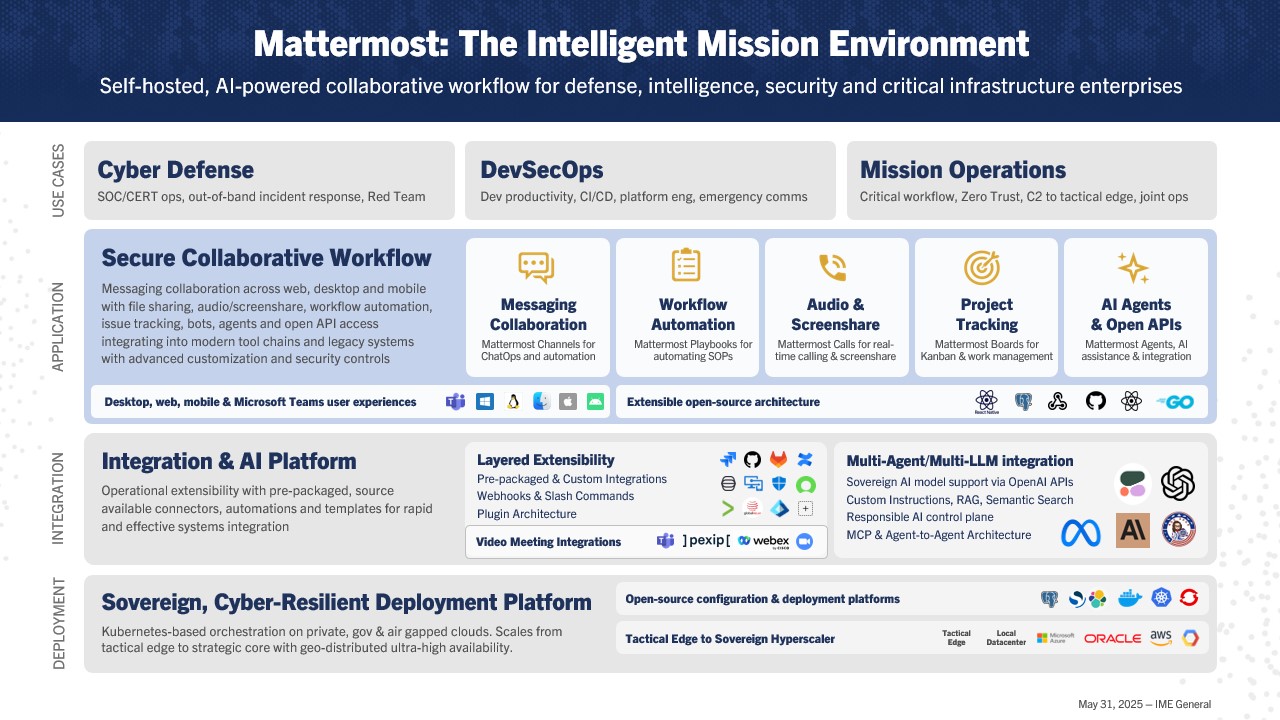 Mattermost: The Intelligent Mission Environment
Self-hosted, AI-powered collaborative workflow for defense, intelligence, security and critical infrastructure enterprises
USE CASES
Cyber Defense
SOC/CERT ops, out-of-band incident response, Red Team
DevSecOps
Dev productivity, CI/CD, platform eng, emergency comms
Mission Operations
Critical workflow, Zero Trust, C2 to tactical edge, joint ops
APPLICATION
Secure Collaborative Workflow
Messaging collaboration across web, desktop and mobile
with file sharing, audio/screenshare, workflow automation,
issue tracking, bots, agents and open API access
integrating into modern tool chains and legacy systems
with advanced customization and security controls
Messaging
Collaboration
Mattermost Channels for
ChatOps and automation
Workflow
Automation
Mattermost Playbooks for
automating SOPs
Audio &
Screenshare
Mattermost Calls for real-
time calling & screenshare
Project
Tracking
Mattermost Boards for
Kanban & work management
AI Agents
& Open APIs
Mattermost Agents, AI
assistance & integration
Desktop, web, mobile & Microsoft Teams user experiences
Extensible open-source architecture
React Native
GO
INTEGRATION
Integration & AI Platform
Operational extensibility with pre-packaged, source
available connectors, automations and templates for rapid
and effective systems integration
Layered Extensibility
Pre-packaged & Custom Integrations
Webhooks & Slash Commands
Plugin Architecture
Video Meeting Integrations
]pexip[
webex
by CISCO
Multi-Agent/Multi-LLM integration
Sovereign AI model support via OpenAI APIs
Custom Instructions, RAG, Semantic Search
Responsible AI control plane
MCP & Agent-to-Agent Architecture
DEPLOYMENT
Sovereign, Cyber-Resilient Deployment Platform
Kubernetes-based orchestration on private, gov & air gapped clouds. Scales from
tactical edge to strategic core with geo-distributed ultra-high availability.
Open-source configuration & deployment platforms
Tactical Edge to Sovereign Hyperscaler
Tactical
Edge
Local
Datacenter
Microsoft
Azure
ORACLE
aws
May 31, 2025 – IME General